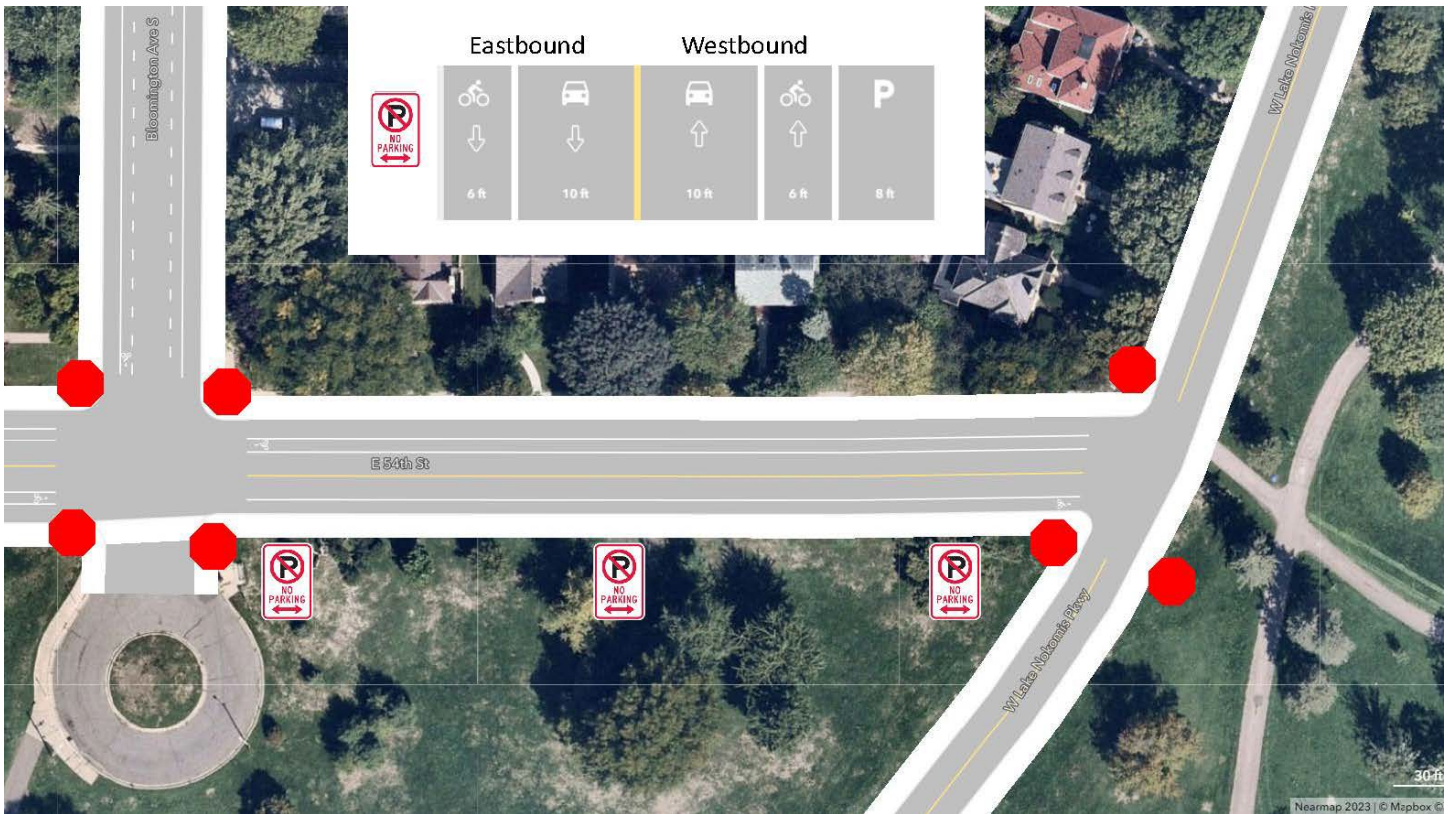 Bloomington Ave S
Eastbound
Westbound
P
NO
PARKING
P
6 ft
10 ft
10 ft
6 ft
8 ft
W Lake Nokomis
E 54th St
P
NO
PARKING
P
NO
PARKING
P
NO
PARKING
W Lake Nokomis Pkwy
30 ft
Nearmap 2023 | © Mapbox ©